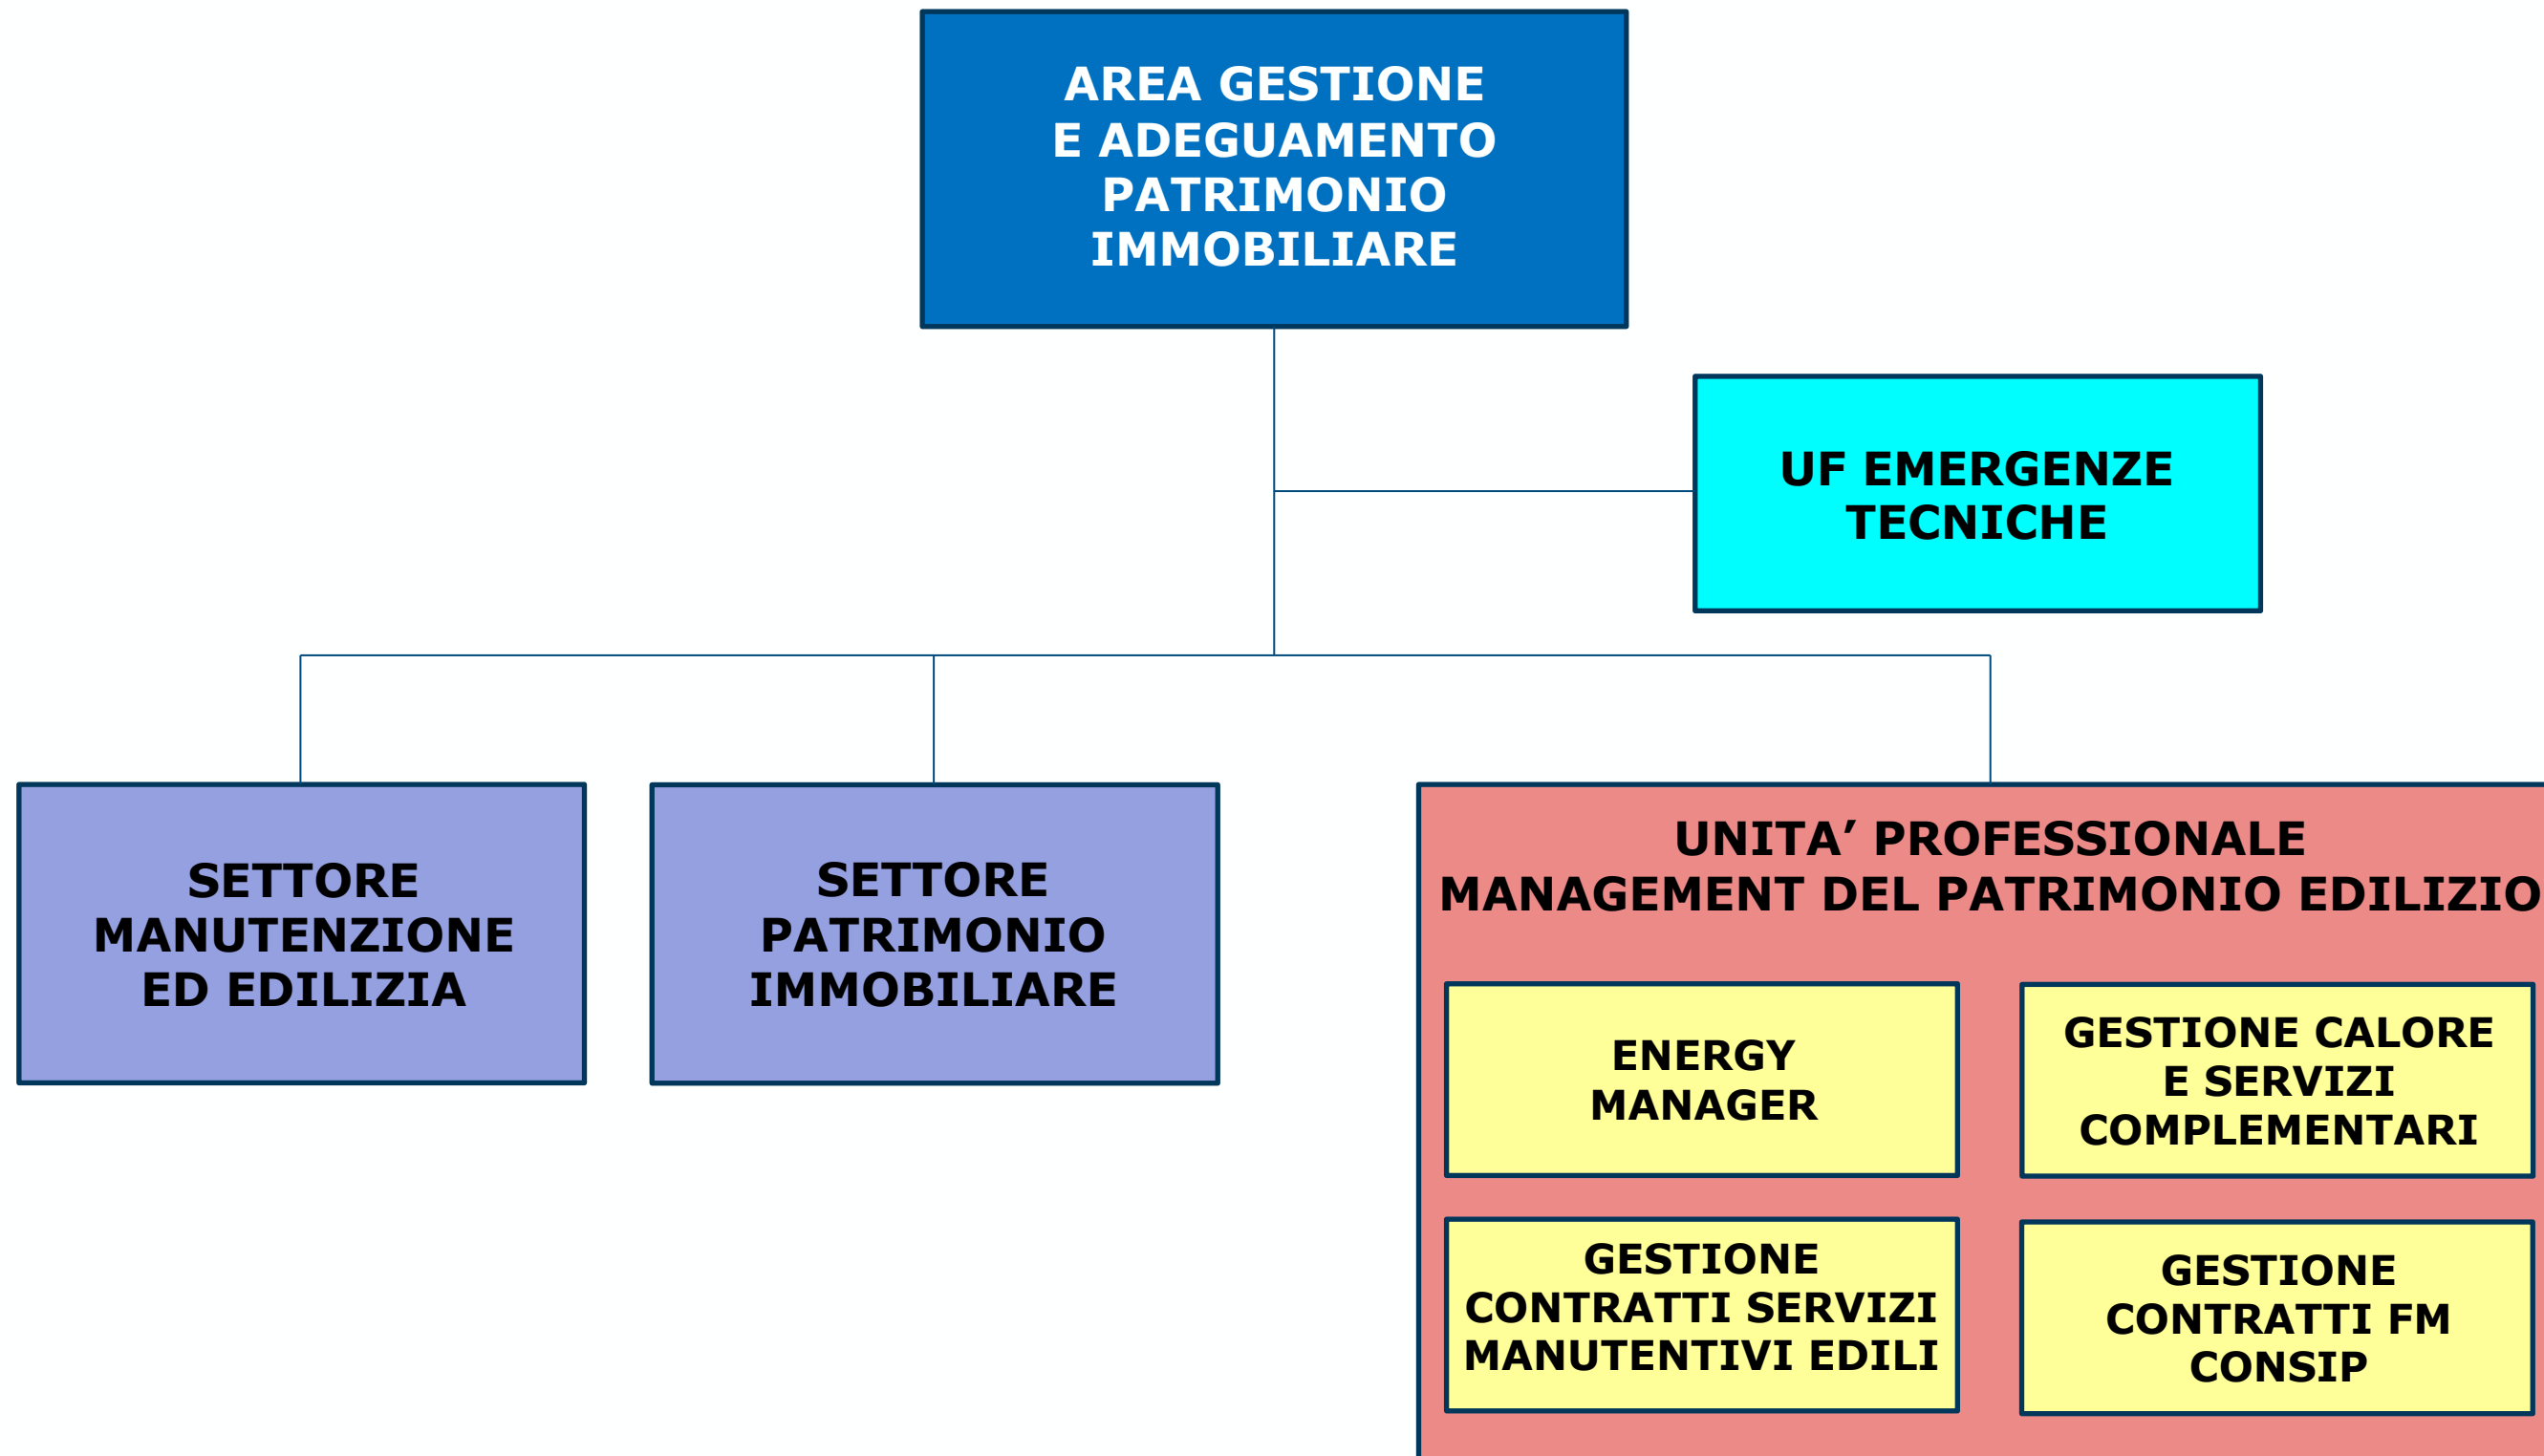 AREA GESTIONE
E ADEGUAMENTO
PATRIMONIO
IMMOBILIARE
UF EMERGENZE
TECNICHE
SETTORE
MANUTENZIONE
ED EDILIZIA
SETTORE
PATRIMONIO
IMMOBILIARE
UNITA’ PROFESSIONALE
MANAGEMENT DEL PATRIMONIO EDILIZIO
ENERGY
MANAGER
GESTIONE CALORE
E SERVIZI
COMPLEMENTARI
GESTIONE
CONTRATTI SERVIZI
MANUTENTIVI EDILI
GESTIONE
CONTRATTI FM
CONSIP